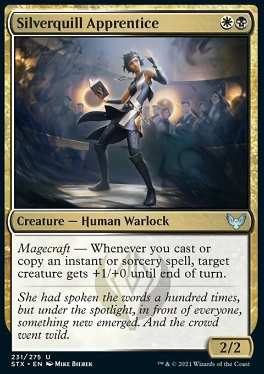 Silverquill Apprentice
Creature — Human Warlock
Magecraft — Whenever you cast or
copy an instant or sorcery spell, target
creature gets +1/+0 until end of turn.
She had spoken the words a hundred times,
but under the spotlight, in front of everyone,
something new emerged. And the crowd
went wild.
2/2
231/275 U
STX • EN Mike Bierek
™ & © 2021 Wizards of the Coast